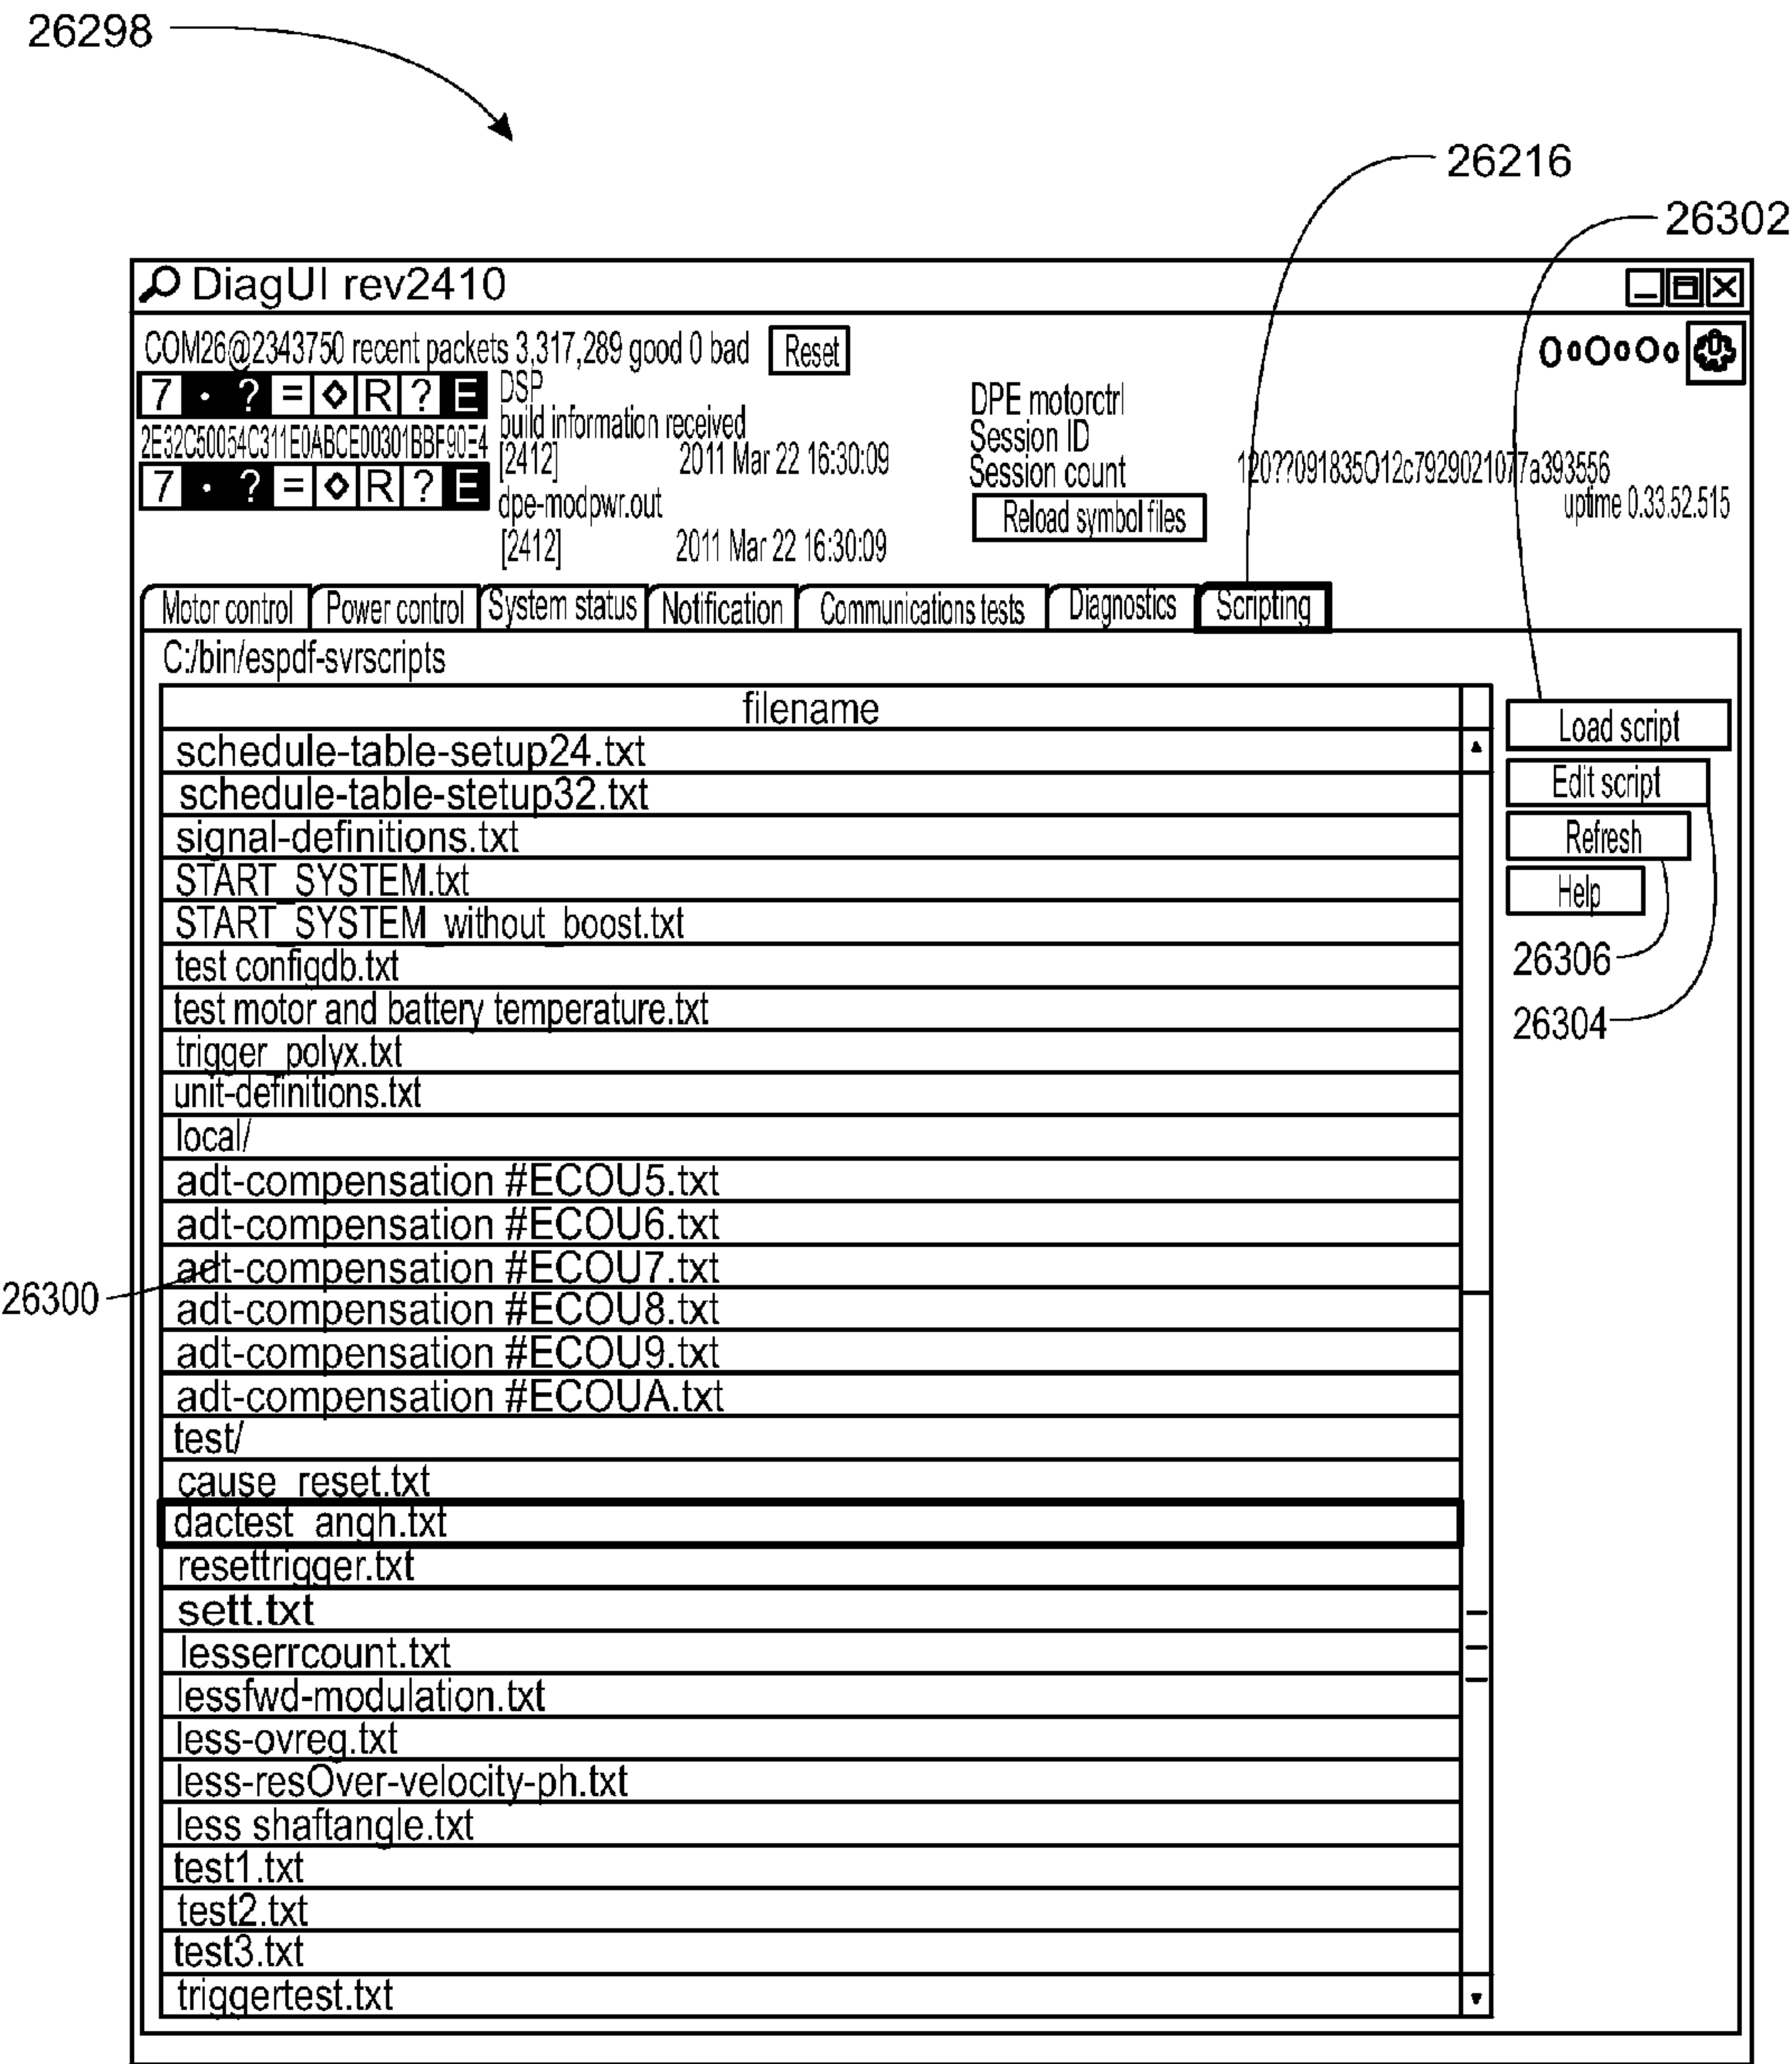 26298
26216
26302
DiagUI rev2410
COM26@2343750 recent packets 3,317,289 good 0 bad Reset
7 · ? = ◇ R ? E
DSP
build information received
2E32C50054C311E0ABCE00301BBF90E4
[2412] 2011 Mar 22 16:30:09
7 · ? = ◇ R ? E
dpe-modpwr.out
[2412] 2011 Mar 22 16:30:09
DPE motorctrl
Session ID
Session count
120??091835O12c7929021077a393556
Reload symbol files
uptime 0.33.52.515
Motor control Power control System status Notification Communications tests Diagnostics Scripting
C:/bin/espdf-svrscripts
filename
schedule-table-setup24.txt
schedule-table-stetup32.txt
signal-definitions.txt
START_SYSTEM.txt
START_SYSTEM_without_boost.txt
test configdb.txt
test motor and battery temperature.txt
trigger_polyx.txt
unit-definitions.txt
local/
adt-compensation #ECOU5.txt
adt-compensation #ECOU6.txt
adt-compensation #ECOU7.txt
adt-compensation #ECOU8.txt
adt-compensation #ECOU9.txt
adt-compensation #ECOUA.txt
test/
cause_reset.txt
dactest_angh.txt
resettrigger.txt
sett.txt
lesserrcount.txt
lessfwd-modulation.txt
less-ovreg.txt
less-resOver-velocity-ph.txt
less shaftangle.txt
test1.txt
test2.txt
test3.txt
triggertest.txt
Load script
Edit script
Refresh
Help
26306
26304
26300